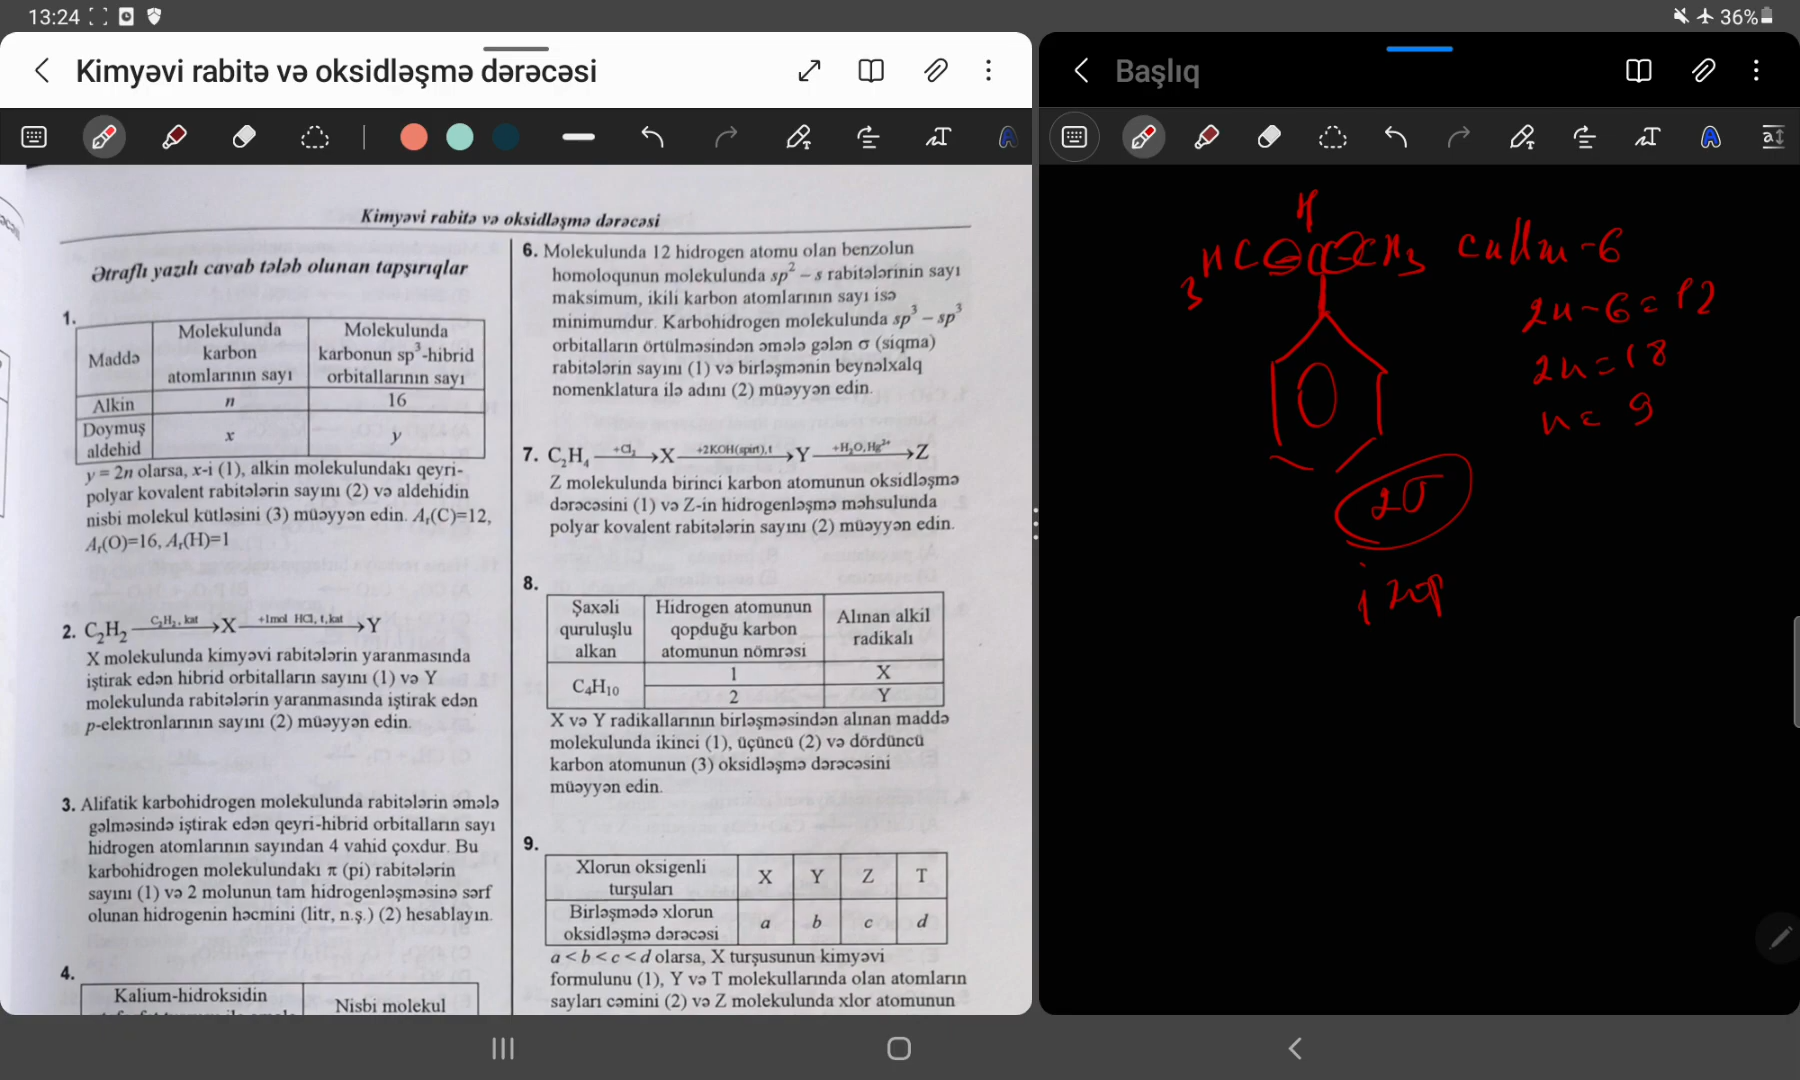 13:24
36%
Kimyəvi rabitə və oksidləşmə dərəcəsi
Kimyəvi rabitə və oksidləşmə dərəcəsi
Ətraflı yazılı cavab tələb olunan tapşırıqlar
1.
Maddə | Molekulunda karbon atomlarının sayı | Molekulunda karbonun sp³-hibrid orbitallarının sayı
Alkin | n | 16
Doymuş aldehid | x | y
y = 2n olarsa, x-i (1), alkin molekulundakı qeyri-
polyar kovalent rabitələrin sayını (2) və aldehidin
nisbi molekul kütləsini (3) müəyyən edin. Aᵣ(C)=12,
Aᵣ(O)=16, Aᵣ(H)=1
2. C₂H₂ —C₂H₂, kat→ X —+1mol HCl, t,kat→ Y
X molekulunda kimyəvi rabitələrin yaranmasında
iştirak edən hibrid orbitalların sayını (1) və Y
molekulunda rabitələrin yaranmasında iştirak edən
p-elektronlarının sayını (2) müəyyən edin.
3. Alifatik karbohidrogen molekulunda rabitələrin əmələ
gəlməsində iştirak edən qeyri-hibrid orbitalların sayı
hidrogen atomlarının sayından 4 vahid çoxdur. Bu
karbohidrogen molekulundakı π (pi) rabitələrin
sayını (1) və 2 molunun tam hidrogenləşməsinə sərf
olunan hidrogenin həcmini (litr, n.ş.) (2) hesablayın.
4.
Kalium-hidroksidin | Nisbi molekul
6. Molekulunda 12 hidrogen atomu olan benzolun
homoloqunun molekulunda sp² – s rabitələrinin sayı
maksimum, ikili karbon atomlarının sayı isə
minimumdur. Karbohidrogen molekulunda sp³ – sp³
orbitalların örtülməsindən əmələ gələn σ (siqma)
rabitələrin sayını (1) və birləşmənin beynəlxalq
nomenklatura ilə adını (2) müəyyən edin.
7. C₂H₄ —+Cl₂→ X —+2KOH(spirt),t→ Y —+H₂O,Hg²⁺→ Z
Z molekulunda birinci karbon atomunun oksidləşmə
dərəcəsini (1) və Z-in hidrogenləşmə məhsulunda
polyar kovalent rabitələrin sayını (2) müəyyən edin.
8.
Şaxəli quruluşlu alkan | Hidrogen atomunun qopduğu karbon atomunun nömrəsi | Alınan alkil radikalı
C₄H₁₀ | 1 | X
2 | Y
X və Y radikallarının birləşməsindən alınan maddə
molekulunda ikinci (1), üçüncü (2) və dördüncü
karbon atomunun (3) oksidləşmə dərəcəsini
müəyyən edin.
9.
Xlorun oksigenli turşuları | X | Y | Z | T
Birləşmədə xlorun oksidləşmə dərəcəsi | a | b | c | d
a < b < c < d olarsa, X turşusunun kimyəvi
formulunu (1), Y və T molekullarında olan atomların
sayları cəmini (2) və Z molekulunda xlor atomunun
Başlıq
H
2n-6=12
2n=18
n=9
2σ
izop